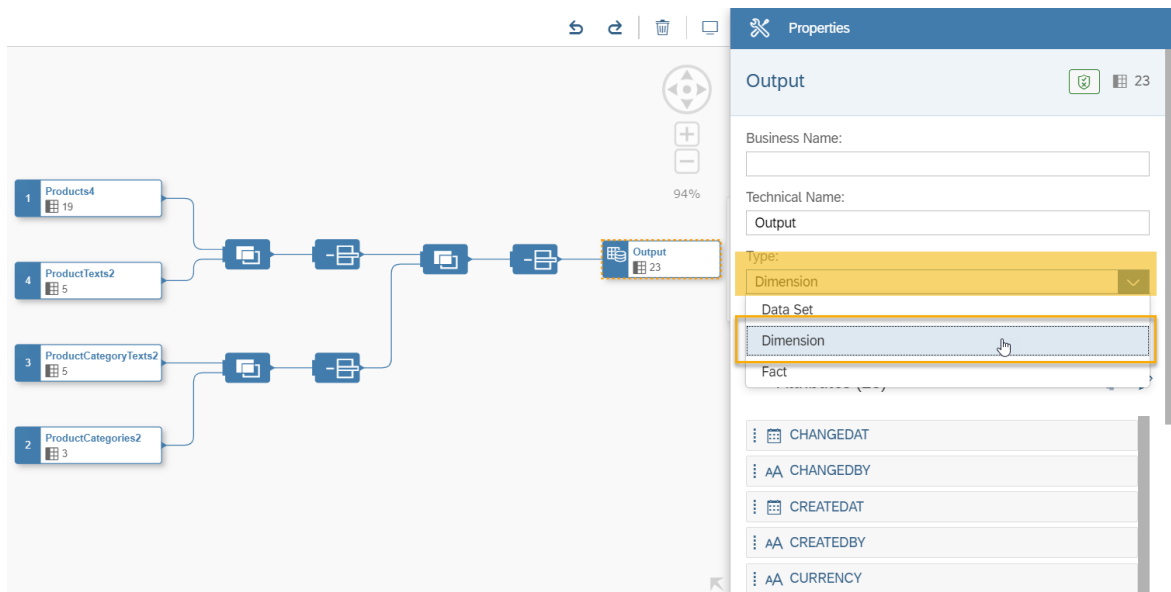 Properties
Output
23
Business Name:
Technical Name:
Output
Type:
Dimension
Data Set
Dimension
Fact
CHANGEDAT
CHANGEDBY
CREATEDAT
CREATEDBY
CURRENCY
94%
1
Products4
19
4
ProductTexts2
5
3
ProductCategoryTexts2
5
2
ProductCategories2
3
Output
23